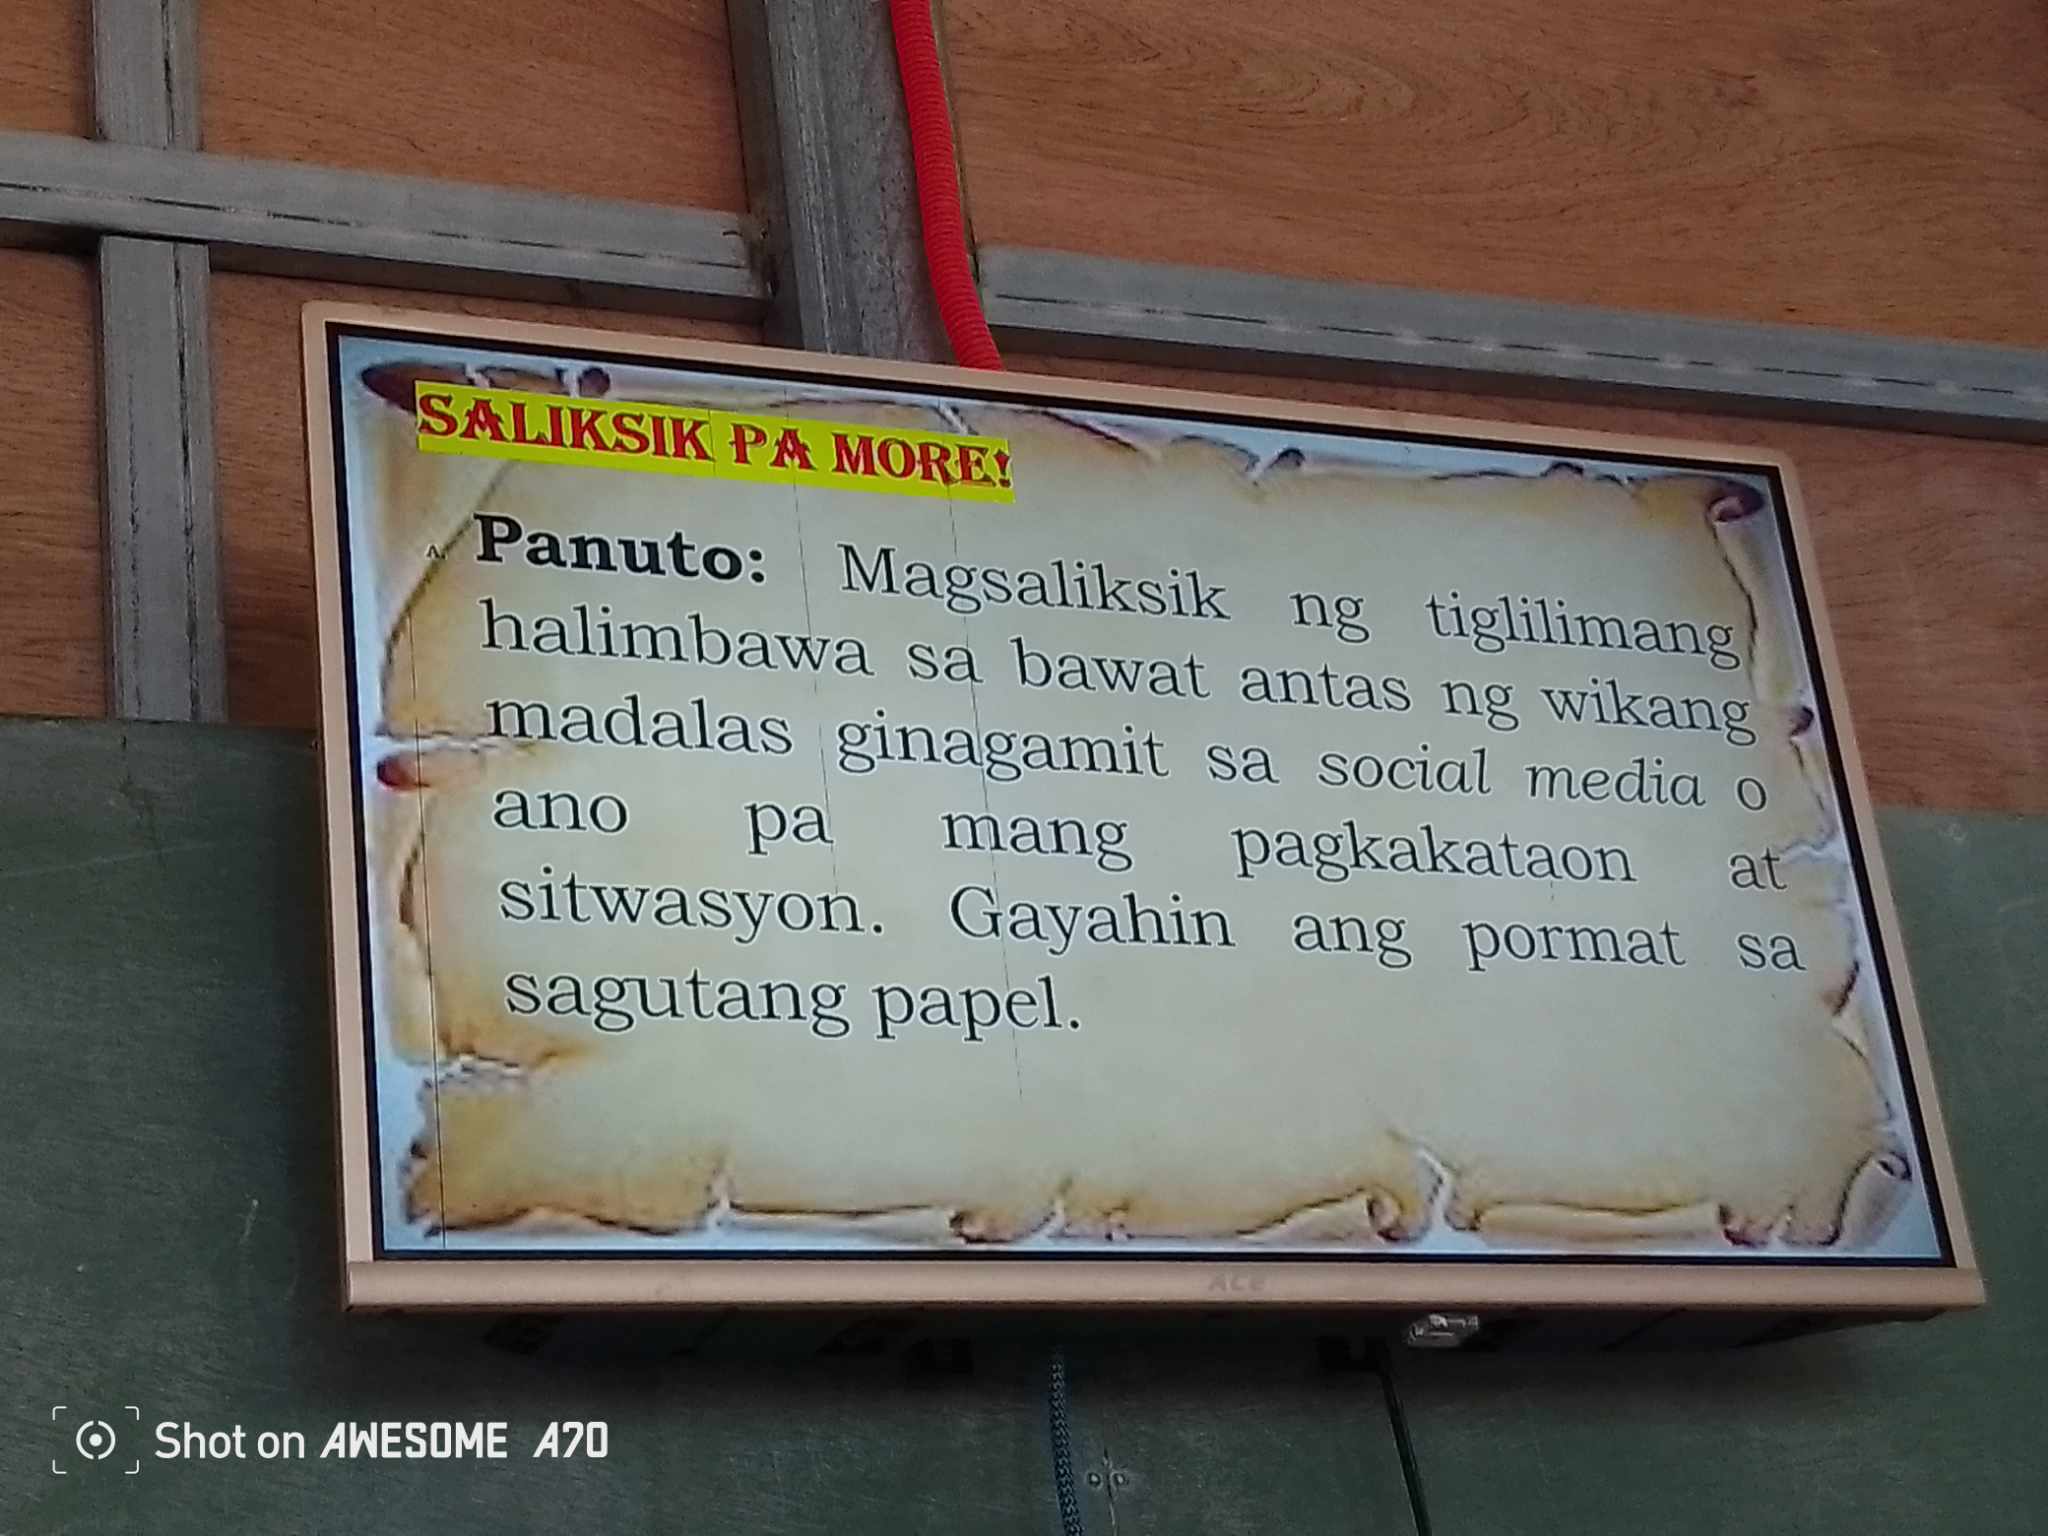 SALIKSIK PA MORE!
A. Panuto: Magsaliksik ng tiglilimang
halimbawa sa bawat antas ng wikang
madalas ginagamit sa social media o
ano pa mang pagkakataon at
sitwasyon. Gayahin ang pormat sa
sagutang papel.
ACE
Shot on AWESOME A70